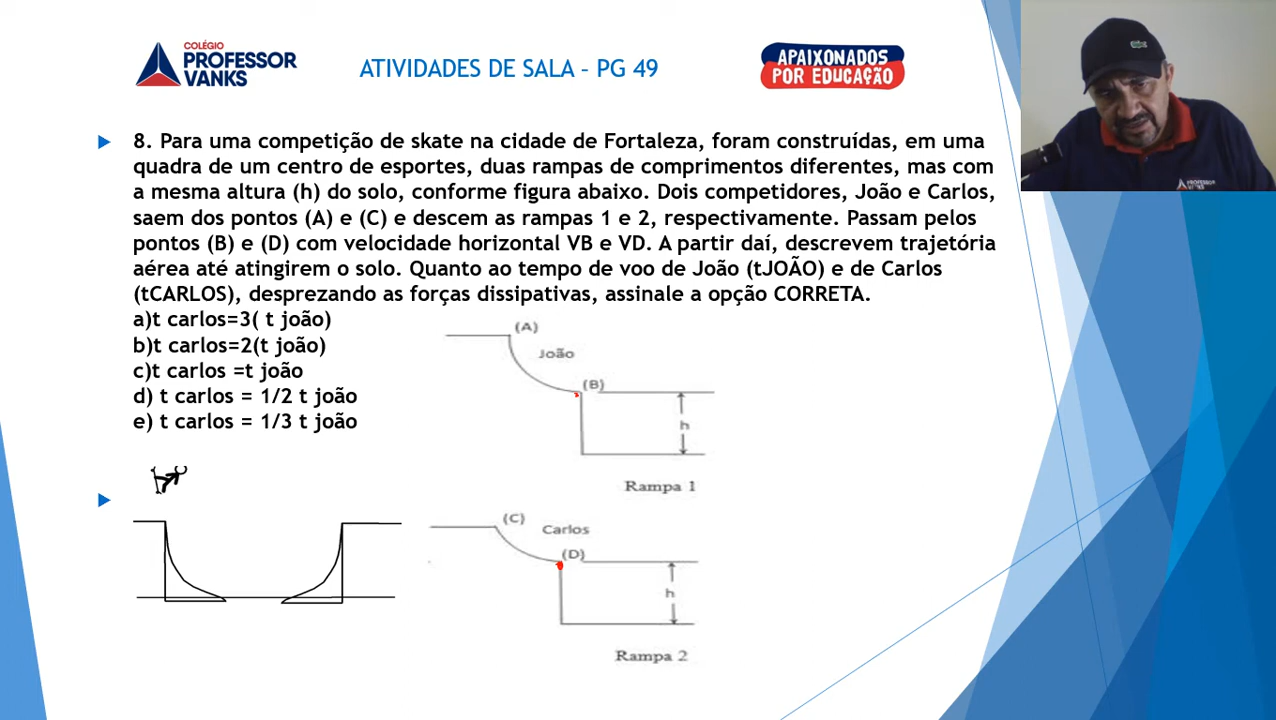 COLÉGIO
PROFESSOR
VANKS
ATIVIDADES DE SALA – PG 49
APAIXONADOS
POR EDUCAÇÃO
8. Para uma competição de skate na cidade de Fortaleza, foram construídas, em uma
quadra de um centro de esportes, duas rampas de comprimentos diferentes, mas com
a mesma altura (h) do solo, conforme figura abaixo. Dois competidores, João e Carlos,
saem dos pontos (A) e (C) e descem as rampas 1 e 2, respectivamente. Passam pelos
pontos (B) e (D) com velocidade horizontal VB e VD. A partir daí, descrevem trajetória
aérea até atingirem o solo. Quanto ao tempo de voo de João (tJOÃO) e de Carlos
(tCARLOS), desprezando as forças dissipativas, assinale a opção CORRETA.
a)t carlos=3( t joão)
b)t carlos=2(t joão)
c)t carlos =t joão
d) t carlos = 1/2 t joão
e) t carlos = 1/3 t joão
(A)
João
(B)
h
Rampa 1
(C)
Carlos
(D)
h
Rampa 2
PROFESSOR